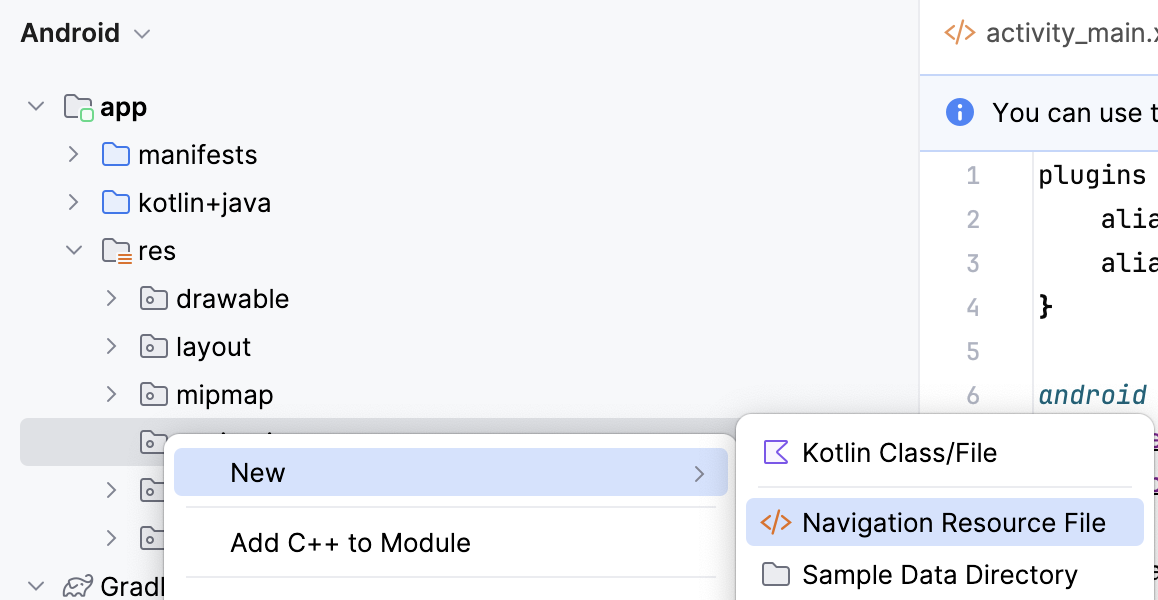 Android
activity_main.x
app
You can use t
manifests
1 plugins
kotlin+java
2 alia
res
3 alia
drawable
4 }
layout
5
mipmap
6 android
Kotlin Class/File
New
Navigation Resource File
Add C++ to Module
Sample Data Directory
Gradl